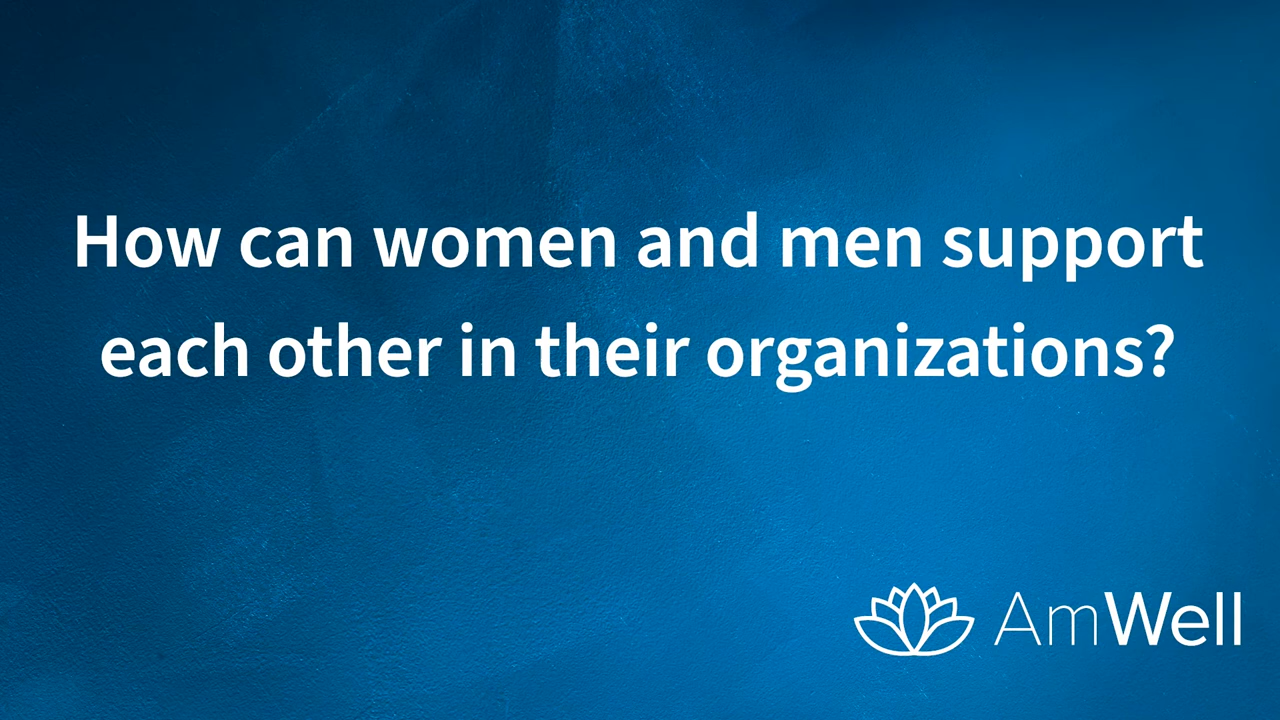 How can women and men support
each other in their organizations?
AmWell